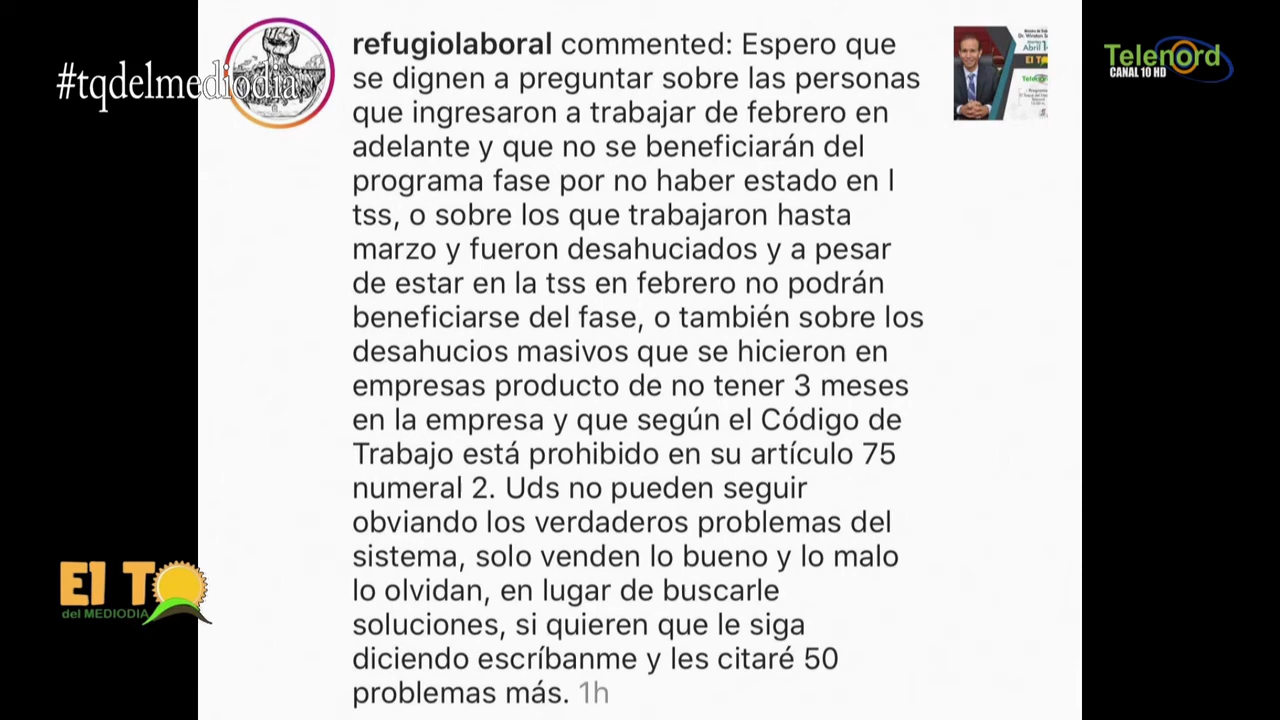 #tqdelmediodia
refugiolaboral commented: Espero que
se dignen a preguntar sobre las personas
que ingresaron a trabajar de febrero en
adelante y que no se beneficiarán del
programa fase por no haber estado en l
tss, o sobre los que trabajaron hasta
marzo y fueron desahuciados y a pesar
de estar en la tss en febrero no podrán
beneficiarse del fase, o también sobre los
desahucios masivos que se hicieron en
empresas producto de no tener 3 meses
en la empresa y que según el Código de
Trabajo está prohibido en su artículo 75
numeral 2. Uds no pueden seguir
obviando los verdaderos problemas del
sistema, solo venden lo bueno y lo malo
lo olvidan, en lugar de buscarle
soluciones, si quieren que le siga
diciendo escríbanme y les citaré 50
problemas más. 1h
Abril 1
Telenord
CANAL 10 HD
El T
del MEDIODIA